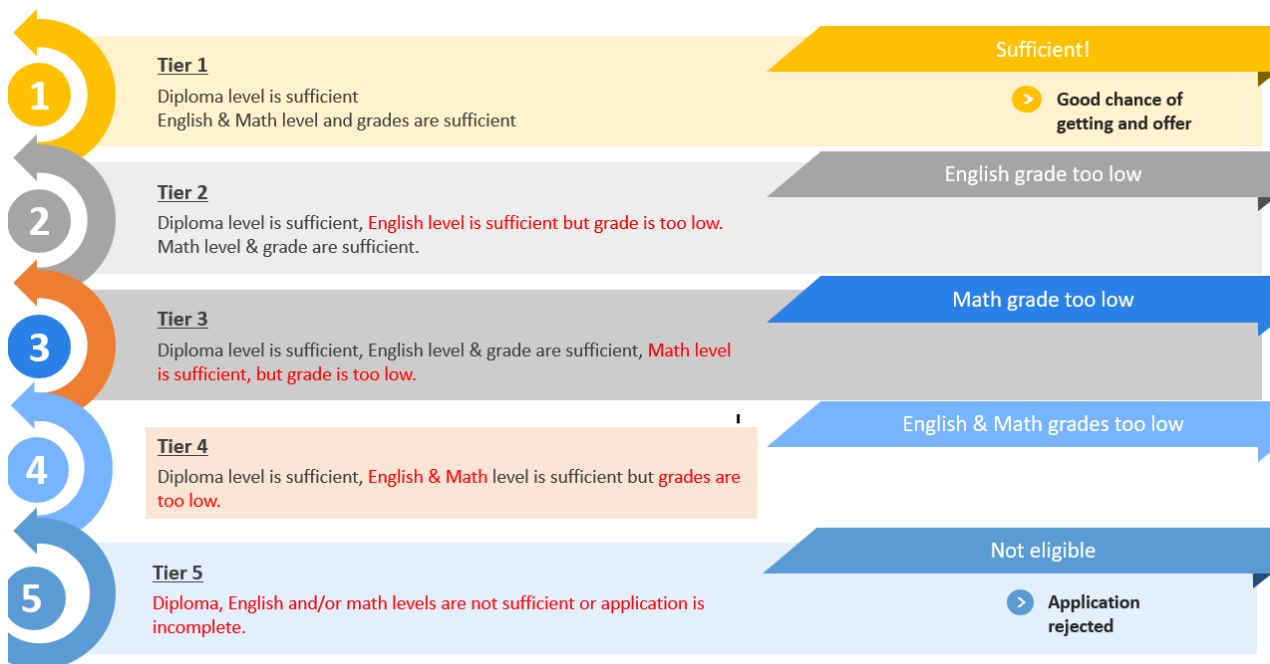 1
Tier 1
Diploma level is sufficient
English & Math level and grades are sufficient
Sufficient!
Good chance of
getting and offer
2
Tier 2
Diploma level is sufficient, English level is sufficient but grade is too low.
Math level & grade are sufficient.
English grade too low
3
Tier 3
Diploma level is sufficient, English level & grade are sufficient, Math level
is sufficient, but grade is too low.
Math grade too low
4
Tier 4
Diploma level is sufficient, English & Math level is sufficient but grades are
too low.
English & Math grades too low
5
Tier 5
Diploma, English and/or math levels are not sufficient or application is
incomplete.
Not eligible
Application
rejected